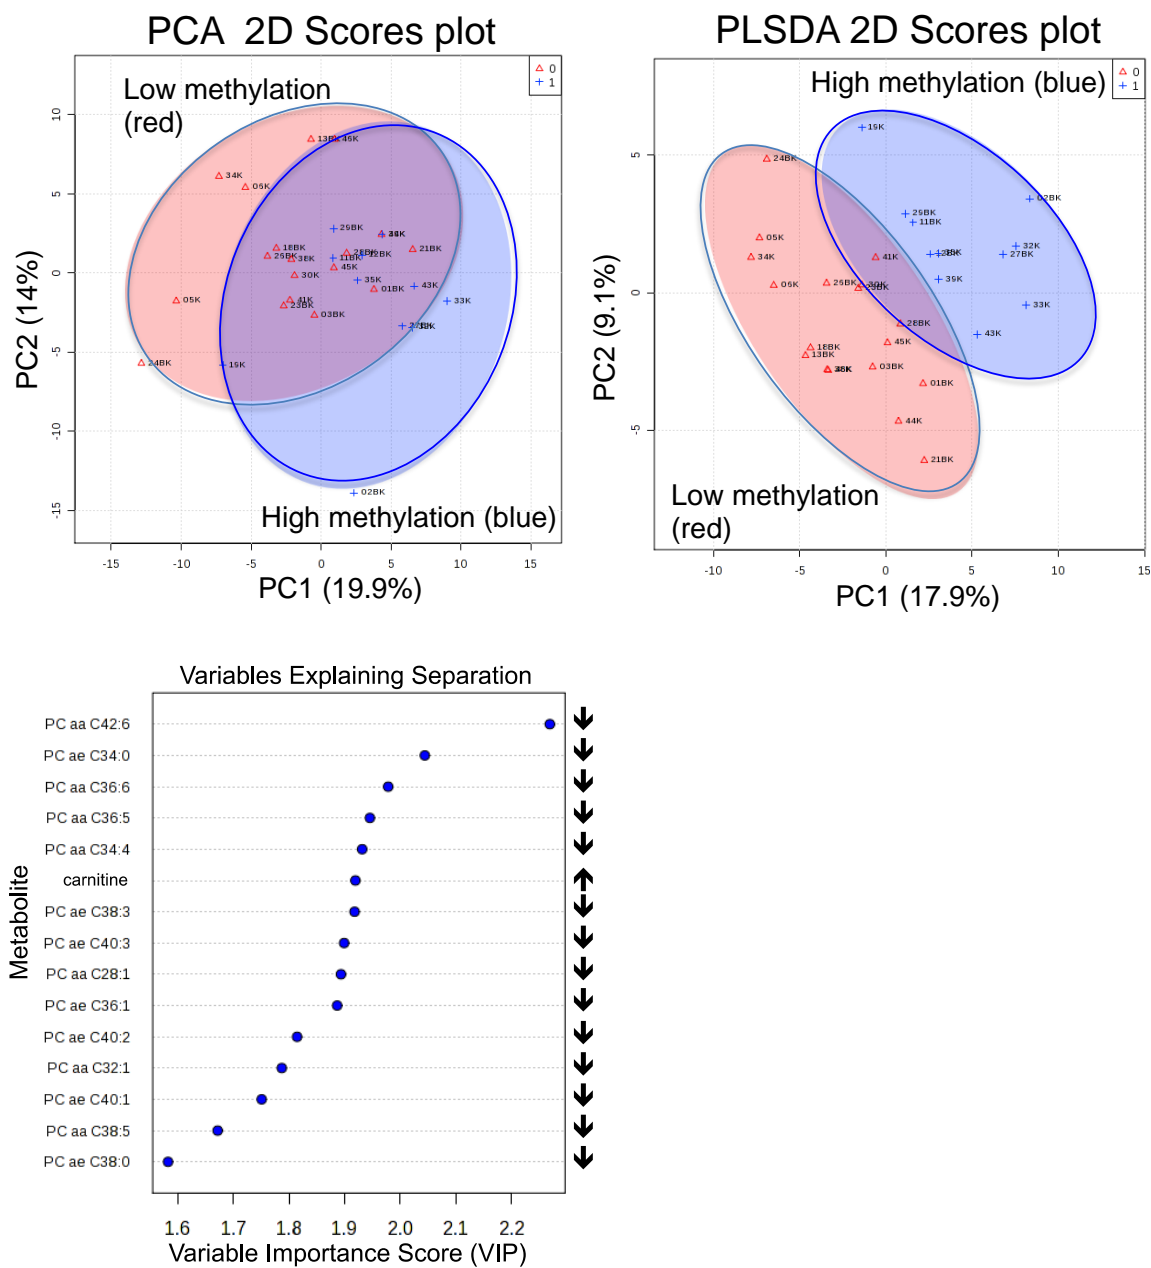 PCA 2D Scores plot
Low methylation
(red)
0
1
10
5
0
-5
-10
-15
PC2 (14%)
13BK
46K
34K
06K
29BK
18BK
26BK
38K
11BK
12BK
21BK
45K
30K
35K
01BK
43K
33K
05K
41K
23BK
03BK
24BK
19K
02BK
High methylation (blue)
-15
-10
-5
0
5
10
15
PC1 (19.9%)
PLSDA 2D Scores plot
High methylation (blue)
0
1
5
0
-5
PC2 (9.1%)
19K
24BK
02BK
29BK
11BK
05K
34K
32K
27BK
41K
39K
06K
26BK
33K
28BK
43K
45K
18BK
13BK
03BK
01BK
44K
21BK
Low methylation
(red)
-10
-5
0
5
10
15
PC1 (17.9%)
Variables Explaining Separation
Metabolite
PC aa C42:6
PC ae C34:0
PC aa C36:6
PC aa C36:5
PC aa C34:4
carnitine
PC ae C38:3
PC ae C40:3
PC aa C28:1
PC ae C36:1
PC ae C40:2
PC aa C32:1
PC ae C40:1
PC aa C38:5
PC ae C38:0
1.6
1.7
1.8
1.9
2.0
2.1
2.2
Variable Importance Score (VIP)